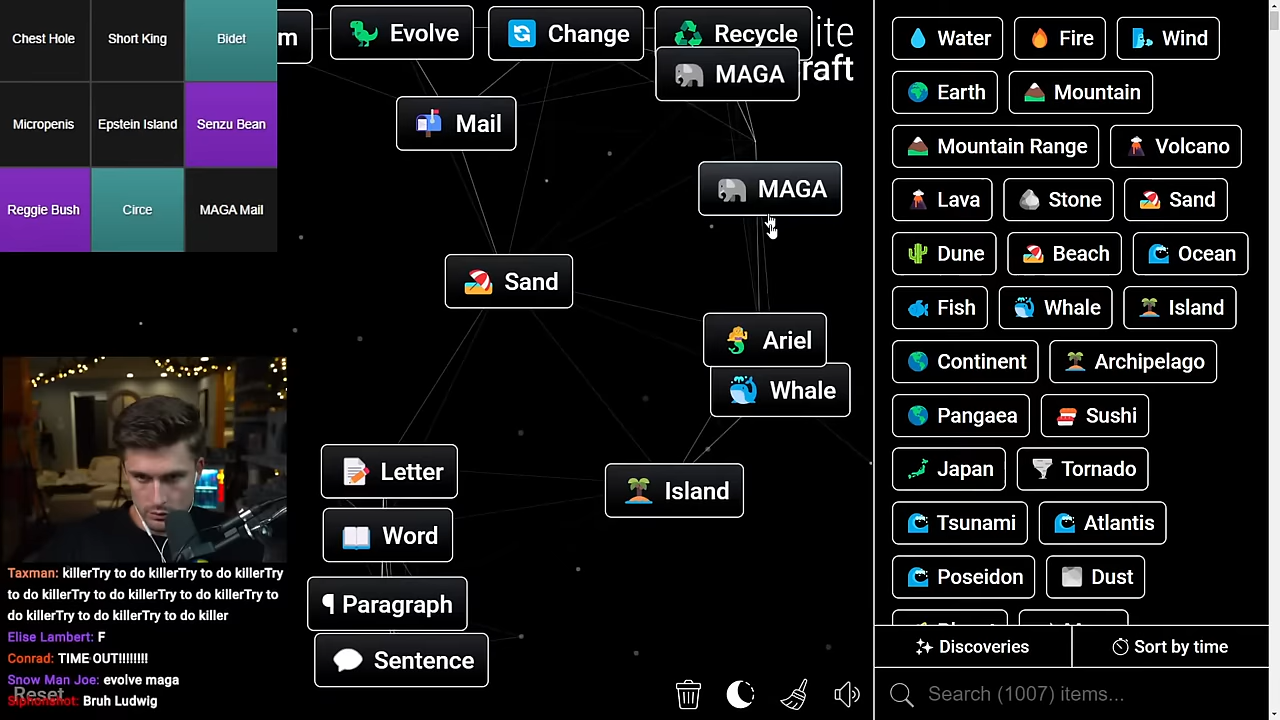 Chest Hole
Short King
Bidet
Micropenis
Epstein Island
Senzu Bean
Reggie Bush
Circe
MAGA Mail
m
Evolve
Change
Recycle
ite
raft
MAGA
Mail
MAGA
Sand
Ariel
Whale
Letter
Island
Word
¶ Paragraph
Sentence
Water
Fire
Wind
Earth
Mountain
Mountain Range
Volcano
Lava
Stone
Sand
Dune
Beach
Ocean
Fish
Whale
Island
Continent
Archipelago
Pangaea
Sushi
Japan
Tornado
Tsunami
Atlantis
Poseidon
Dust
Discoveries
Sort by time
Search (1007) items...
Taxman: killerTry to do killerTry to do killerTry
to do killerTry to do killerTry to do killerTry to
do killerTry to do killerTry to do killer
Elise Lambert: F
Conrad: TIME OUT!!!!!!!!
Snow Man Joe: evolve maga
Reset
Siphonshot: Bruh Ludwig